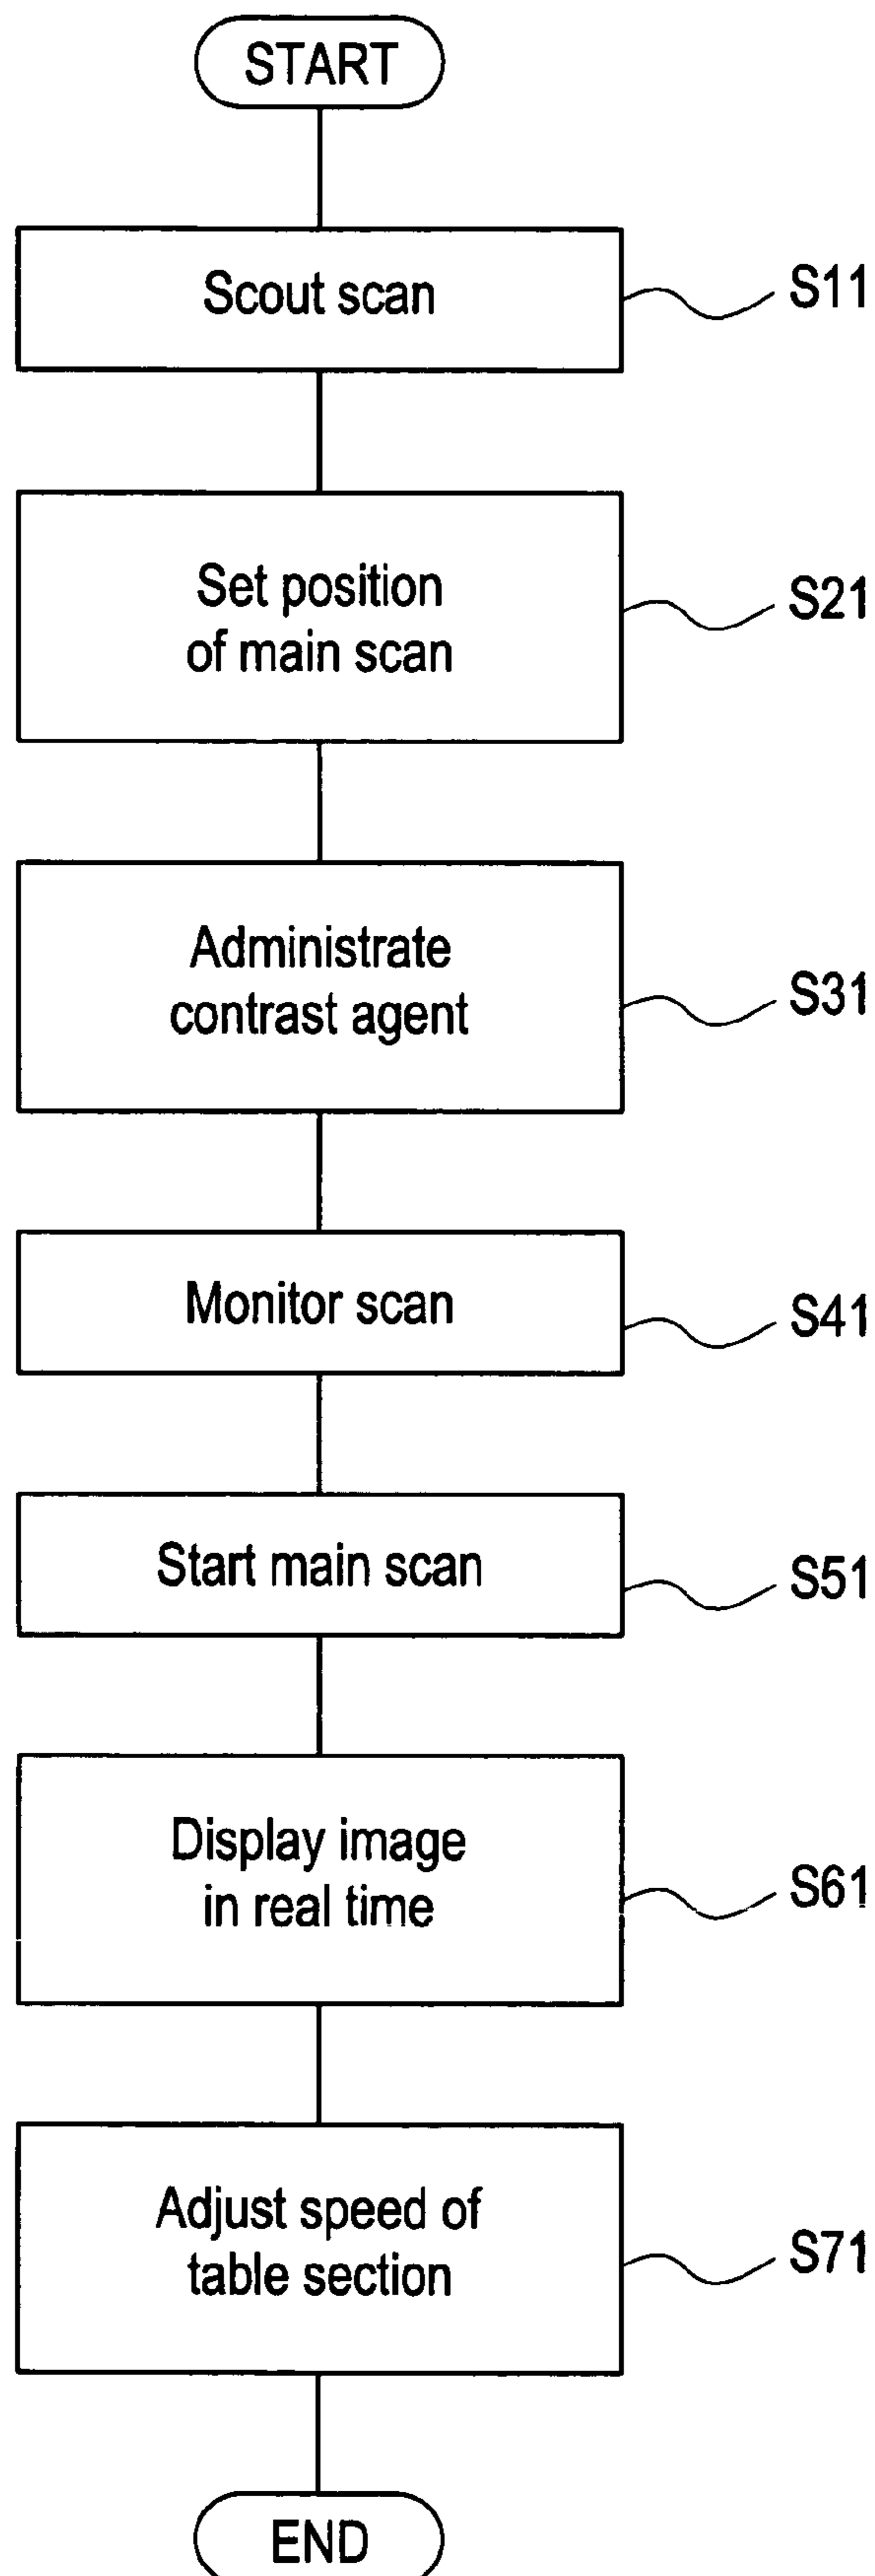 START
Scout scan
S11
Set position
of main scan
S21
Administrate
contrast agent
S31
Monitor scan
S41
Start main scan
S51
Display image
in real time
S61
Adjust speed of
table section
S71
END